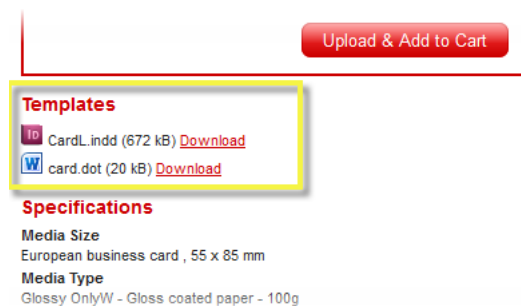 Upload & Add to Cart
Templates
ID CardL.indd (672 kB) Download
W card.dot (20 kB) Download
Specifications
Media Size
European business card , 55 x 85 mm
Media Type
Glossy OnlyW - Gloss coated paper - 100g